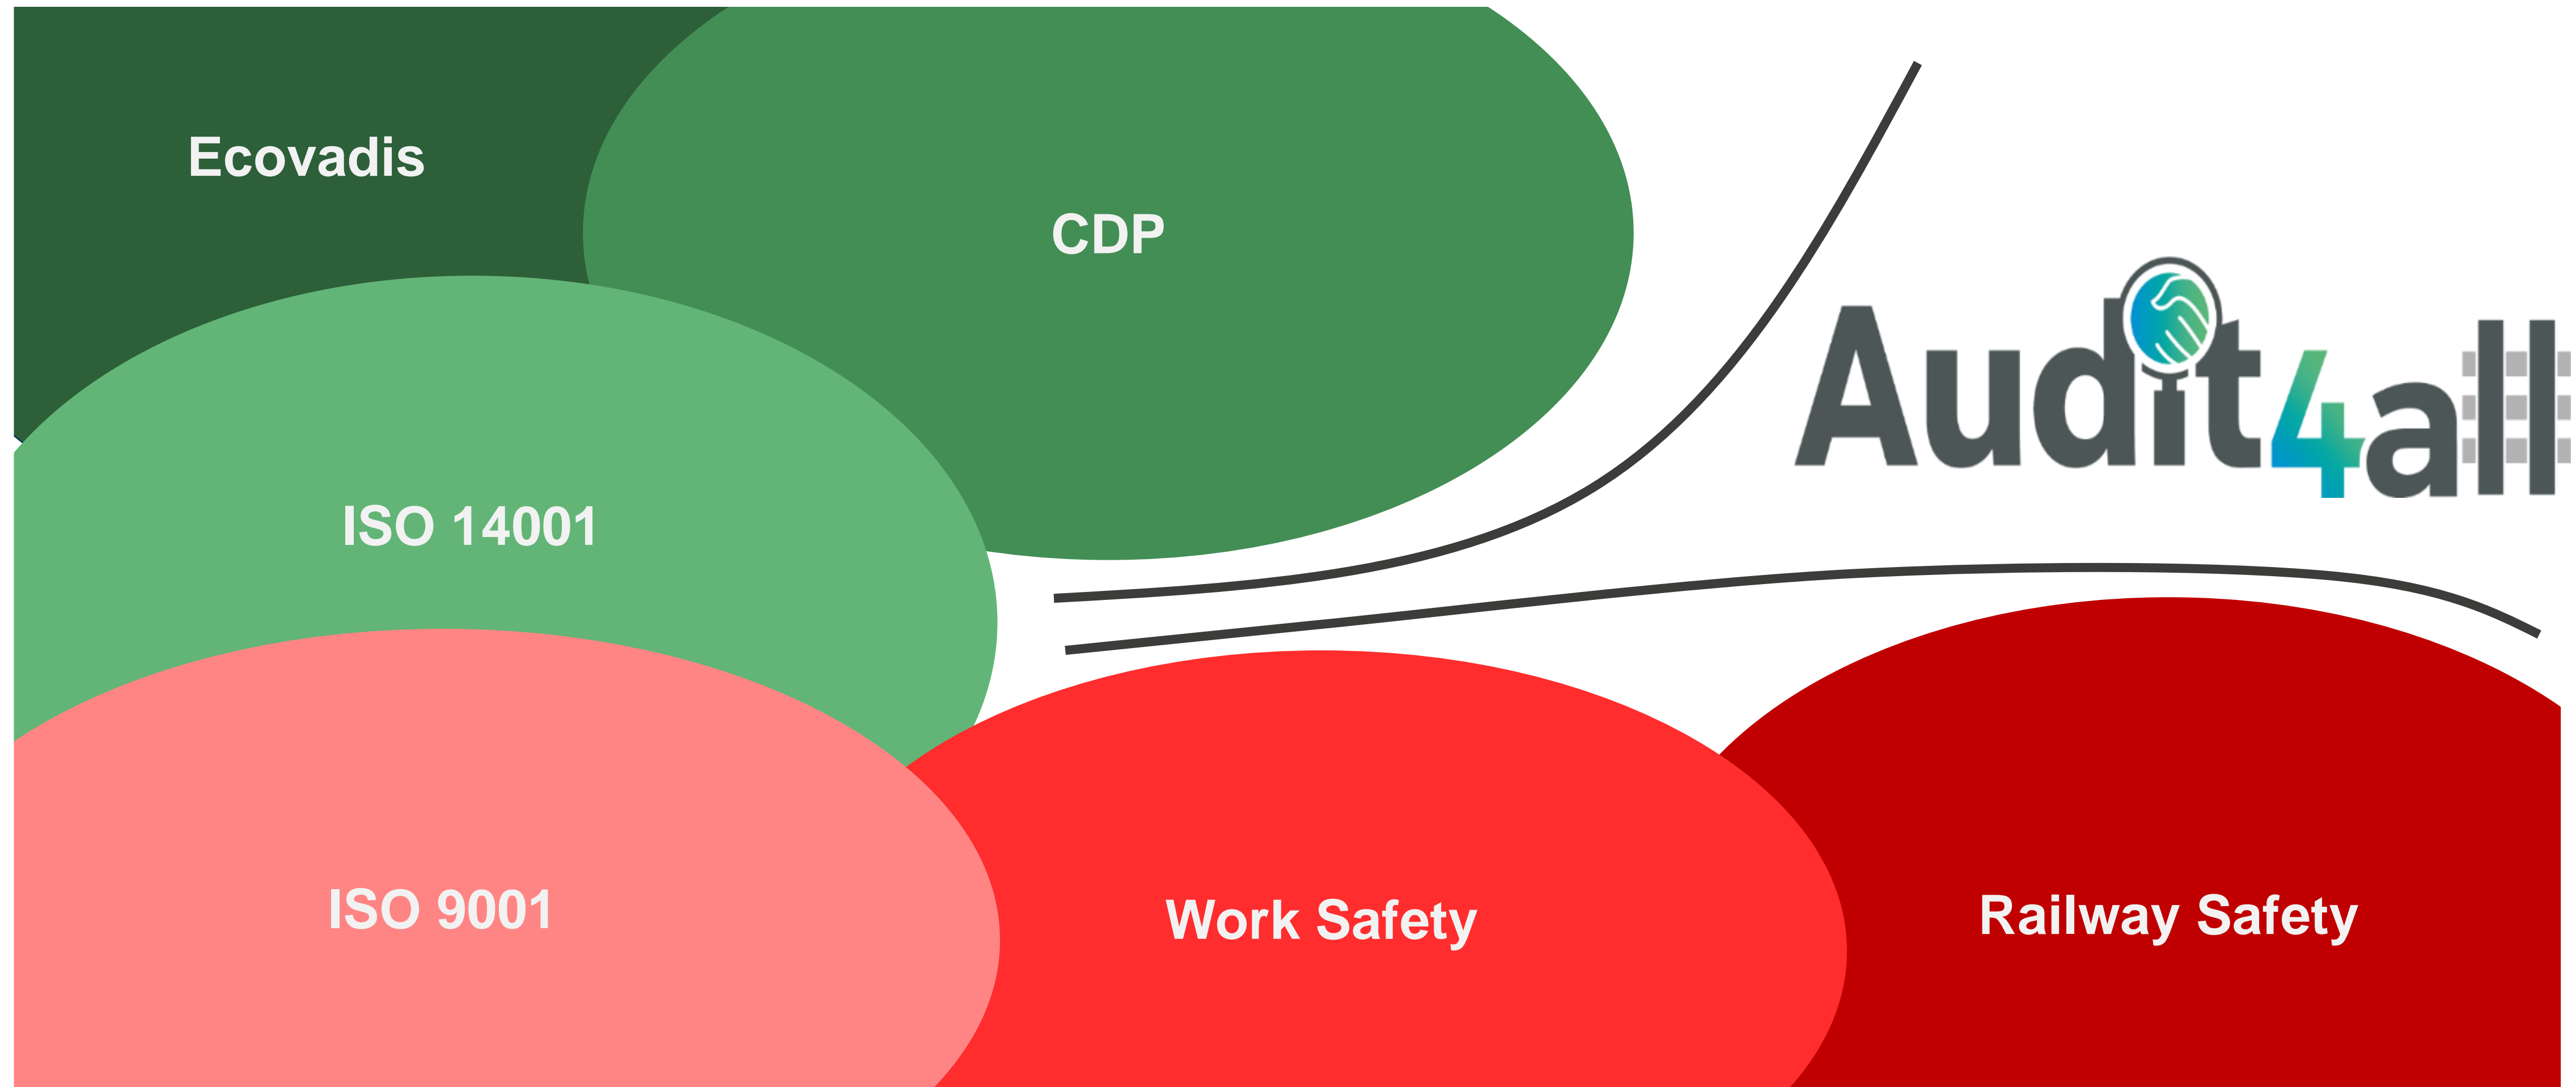 Ecovadis
CDP
Audit4all
ISO 14001
ISO 9001
Work Safety
Railway Safety